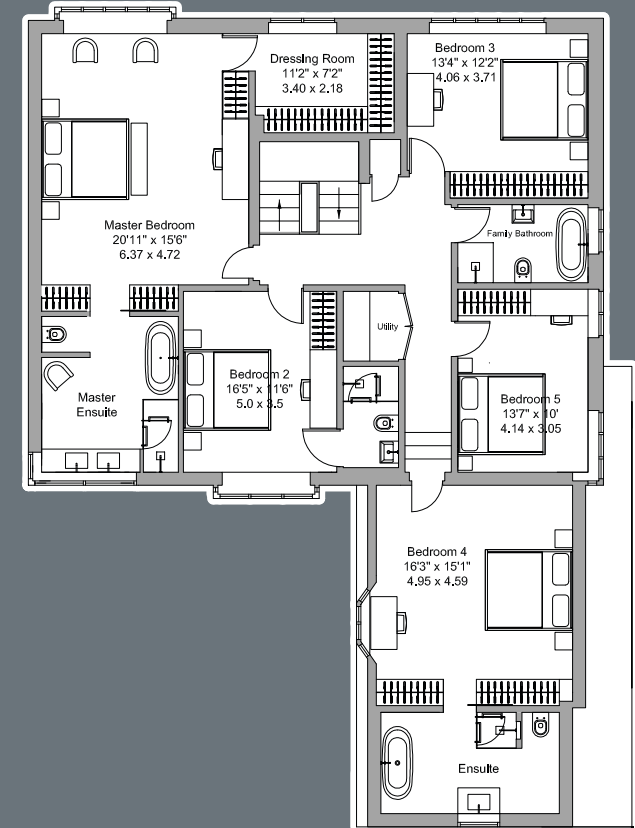 Dressing Room
11'2" x 7'2"
3.40 x 2.18
Bedroom 3
13'4" x 12'2"
4.06 x 3.71
Master Bedroom
20'11" x 15'6"
6.37 x 4.72
Family Bathroom
Utility
Bedroom 2
16'5" x 11'6"
5.0 x 3.5
Master
Ensuite
Bedroom 5
13'7" x 10'
4.14 x 3.05
Bedroom 4
16'3" x 15'1"
4.95 x 4.59
Ensuite